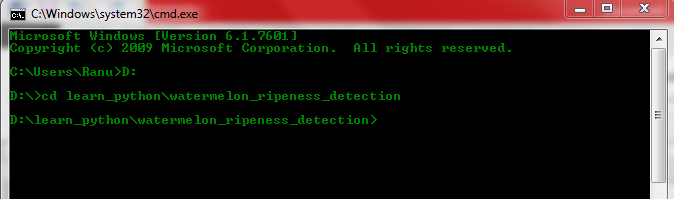 C:\Windows\system32\cmd.exe
Microsoft Windows [Version 6.1.7601]
Copyright (c) 2009 Microsoft Corporation.  All rights reserved.
C:\Users\Ranu>D:
D:\>cd learn_python\watermelon_ripeness_detection
D:\learn_python\watermelon_ripeness_detection>